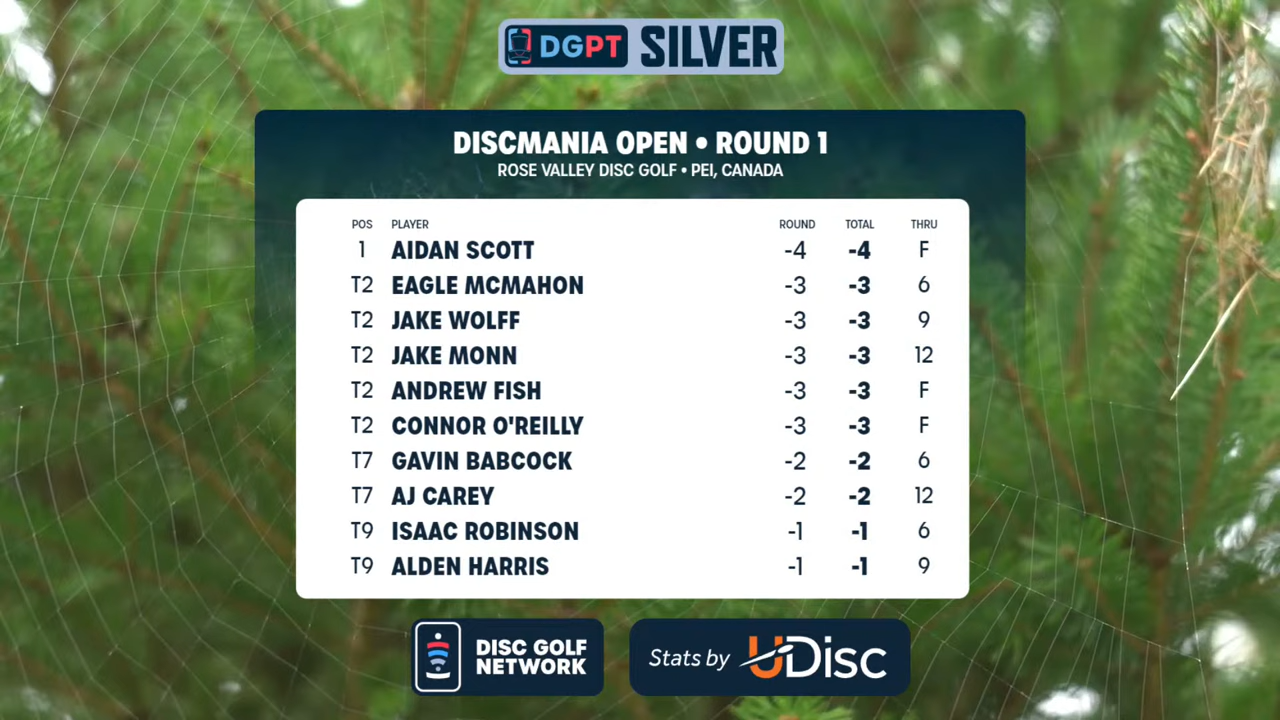 DGPT SILVER
DISCMANIA OPEN • ROUND 1
ROSE VALLEY DISC GOLF • PEI, CANADA
POS PLAYER ROUND TOTAL THRU
1 AIDAN SCOTT -4 -4 F
T2 EAGLE MCMAHON -3 -3 6
T2 JAKE WOLFF -3 -3 9
T2 JAKE MONN -3 -3 12
T2 ANDREW FISH -3 -3 F
T2 CONNOR O'REILLY -3 -3 F
T7 GAVIN BABCOCK -2 -2 6
T7 AJ CAREY -2 -2 12
T9 ISAAC ROBINSON -1 -1 6
T9 ALDEN HARRIS -1 -1 9
DISC GOLF
NETWORK
Stats by UDisc